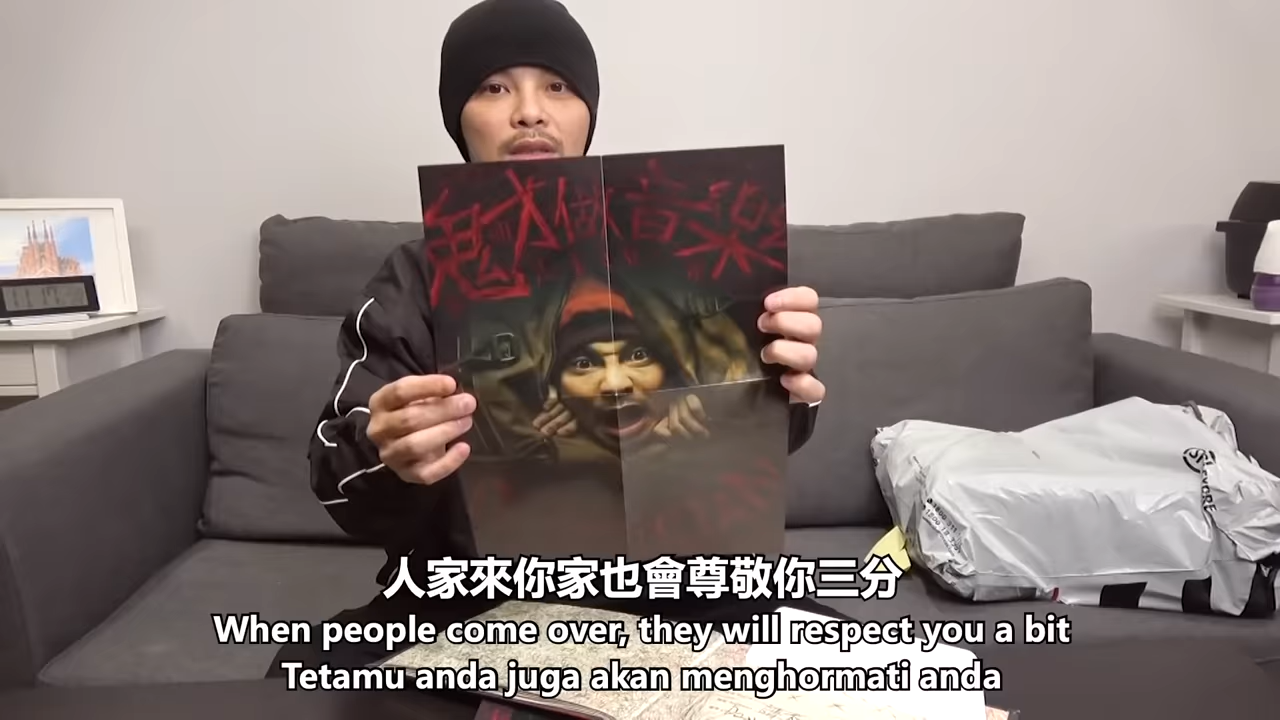 鬼才做音樂
人家來你家也會尊敬你三分
When people come over, they will respect you a bit
Tetamu anda juga akan menghormati anda